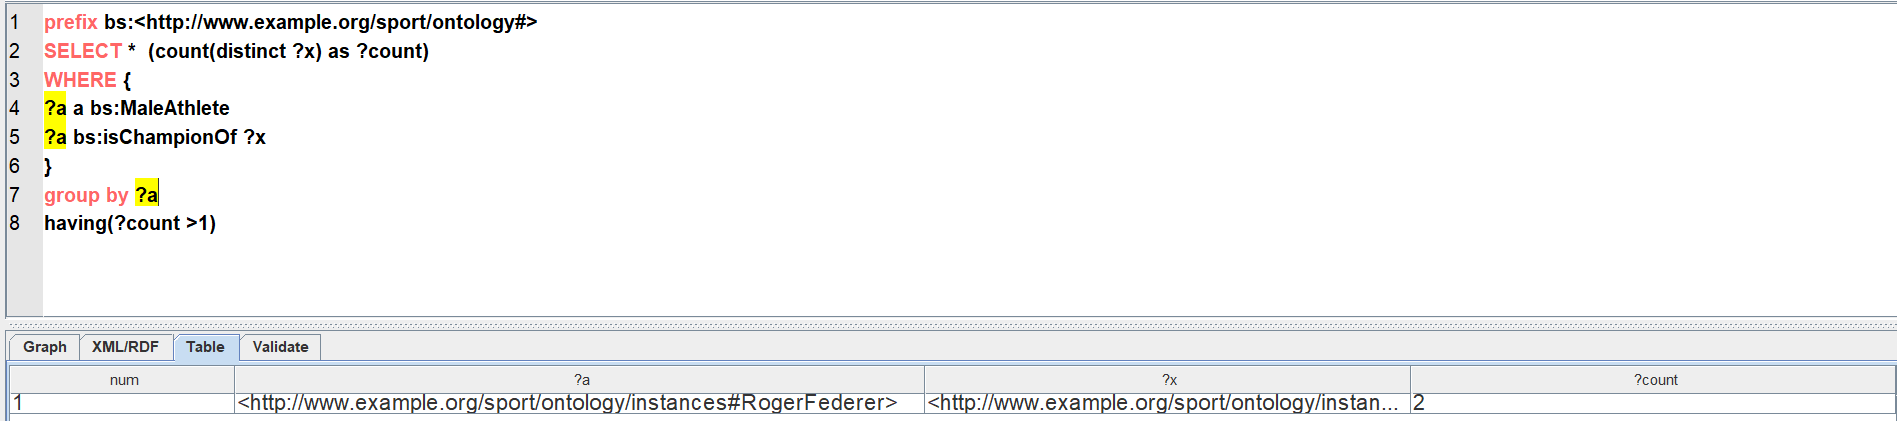 1 prefix bs:<http://www.example.org/sport/ontology#>
2 SELECT *  (count(distinct ?x) as ?count)
3 WHERE {
4 ?a a bs:MaleAthlete
5 ?a bs:isChampionOf ?x
6 }
7 group by ?a
8 having(?count >1)
Graph XML/RDF Table Validate
num ?a ?x ?count
1 <http://www.example.org/sport/ontology/instances#RogerFederer> <http://www.example.org/sport/ontology/instan... 2